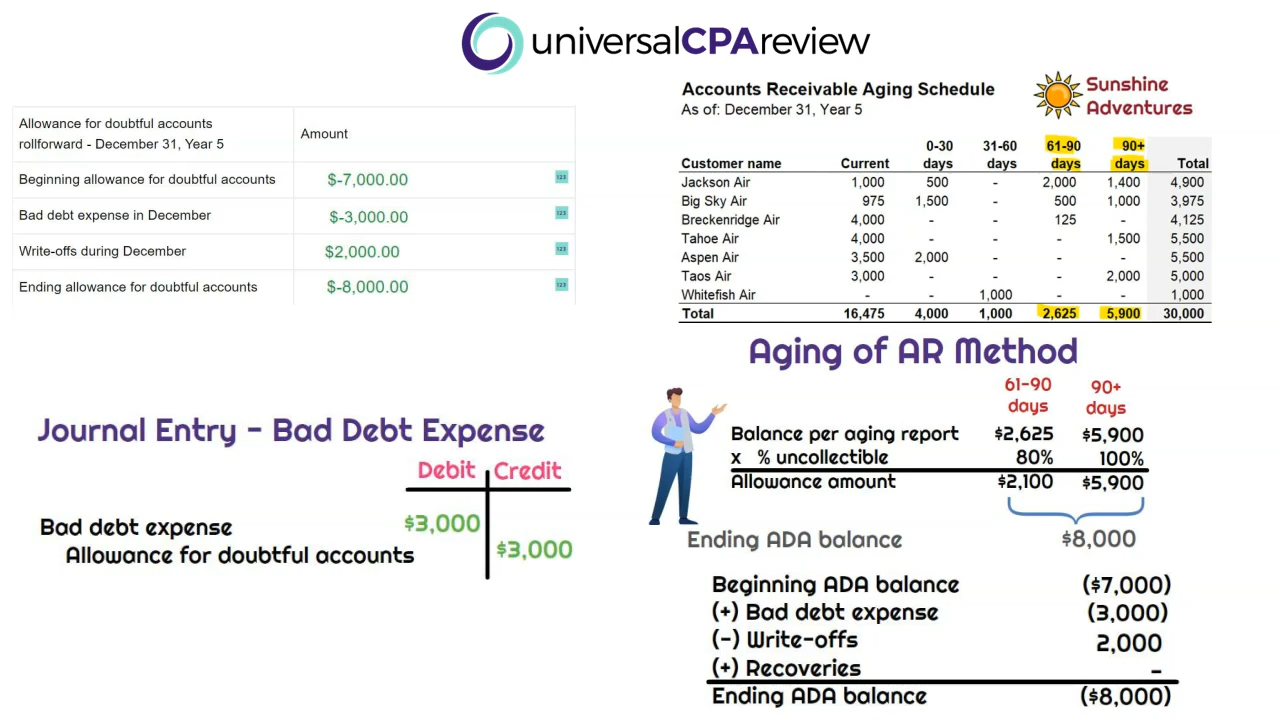 universalCPAreview
Allowance for doubtful accounts
rollforward - December 31, Year 5
Amount
Beginning allowance for doubtful accounts $-7,000.00 123
Bad debt expense in December $-3,000.00 123
Write-offs during December $2,000.00 123
Ending allowance for doubtful accounts $-8,000.00 123
Accounts Receivable Aging Schedule
As of: December 31, Year 5
Sunshine
Adventures
0-30 31-60 61-90 90+
Customer name Current days days days days Total
Jackson Air 1,000 500 - 2,000 1,400 4,900
Big Sky Air 975 1,500 - 500 1,000 3,975
Breckenridge Air 4,000 - - 125 - 4,125
Tahoe Air 4,000 - - - 1,500 5,500
Aspen Air 3,500 2,000 - - - 5,500
Taos Air 3,000 - - - 2,000 5,000
Whitefish Air - - 1,000 - - 1,000
Total 16,475 4,000 1,000 2,625 5,900 30,000
Journal Entry - Bad Debt Expense
Debit Credit
Bad debt expense $3,000
Allowance for doubtful accounts $3,000
Aging of AR Method
61-90 90+
days days
Balance per aging report $2,625 $5,900
x % uncollectible 80% 100%
Allowance amount $2,100 $5,900
Ending ADA balance $8,000
Beginning ADA balance ($7,000)
(+) Bad debt expense (3,000)
(-) Write-offs 2,000
(+) Recoveries -
Ending ADA balance ($8,000)